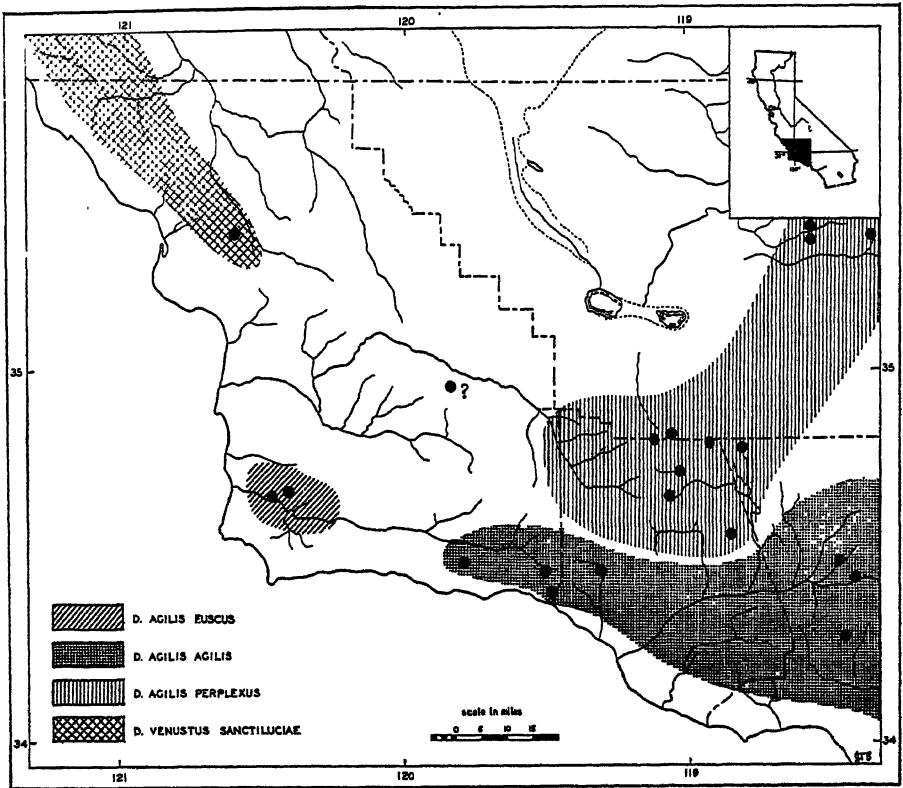 121
120
119
35
35
?
D. AGILIS EUSCUS
D. AGILIS AGILIS
D. AGILIS PERPLEXUS
D. VENUSTUS SANCTILUCIAE
scale in miles
0 5 10 15
34
34
121
120
119